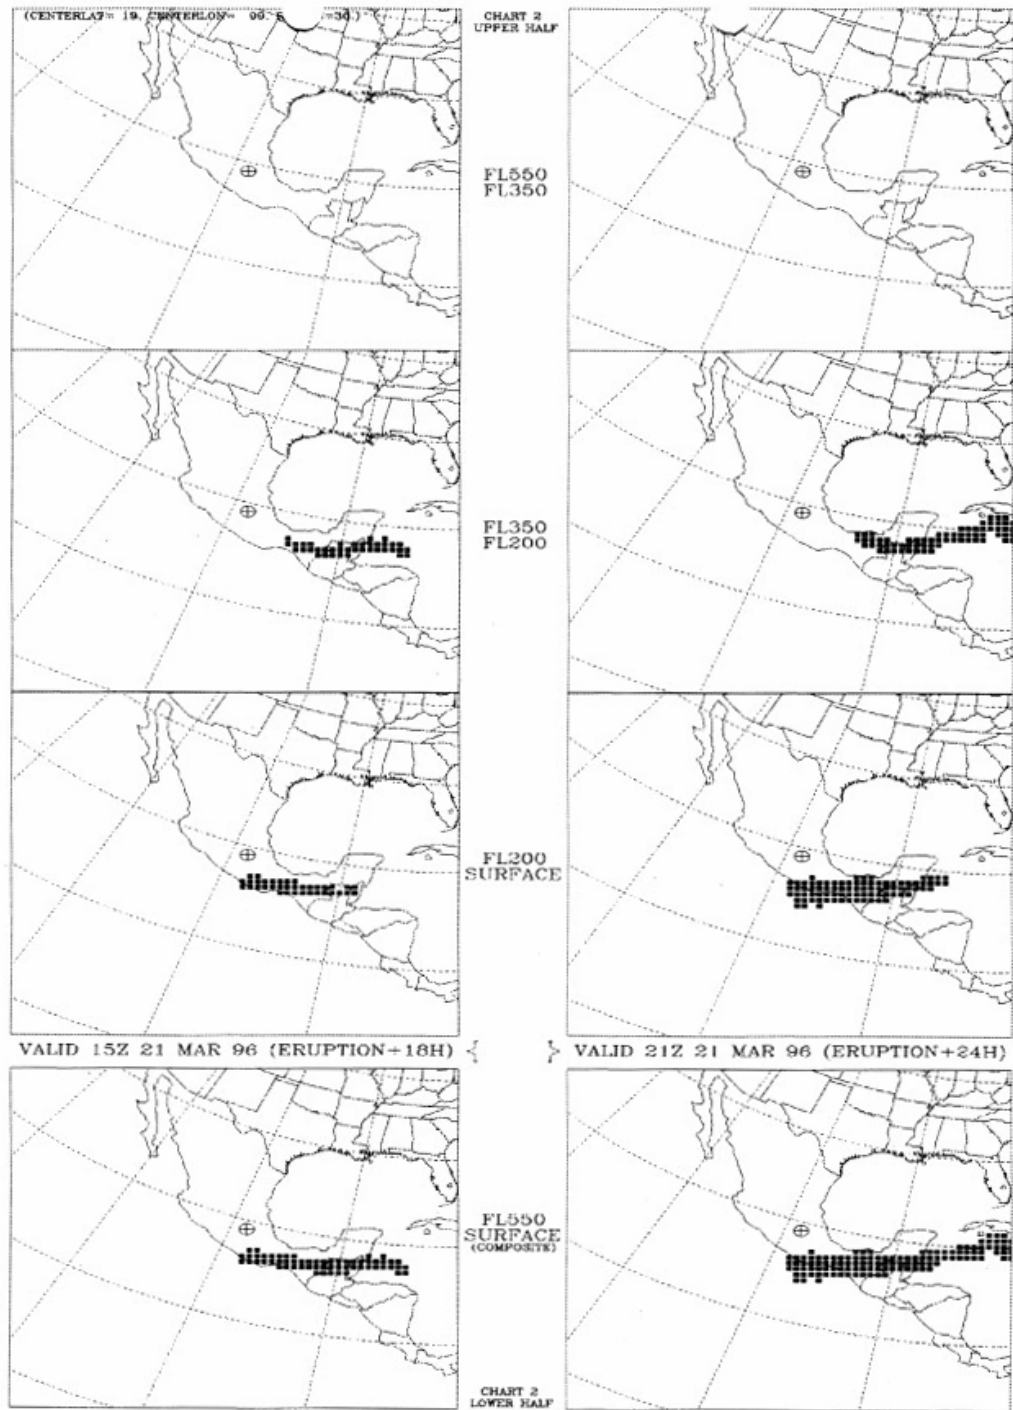 (CENTERLAT= 19, CENTERLON= 99.
=30.)
CHART 2
UPPER HALF
FL550
FL350
FL350
FL200
FL200
SURFACE
VALID 15Z 21 MAR 96 (ERUPTION+18H) {
} VALID 21Z 21 MAR 96 (ERUPTION+24H)
FL550
SURFACE
(COMPOSITE)
CHART 2
LOWER HALF